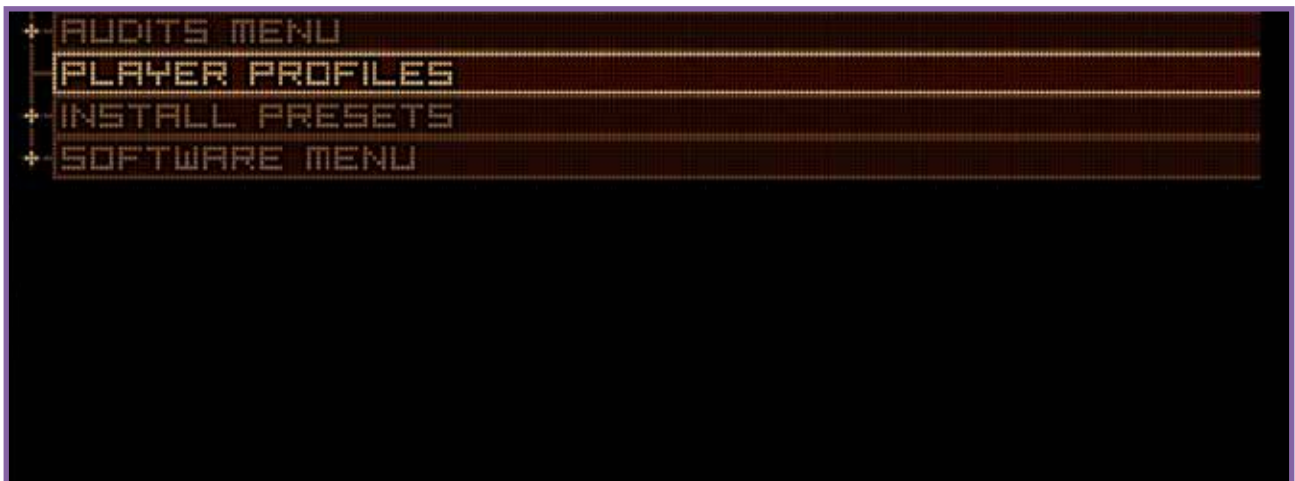 AUDITS MENU
PLAYER PROFILES
INSTALL PRESETS
SOFTWARE MENU